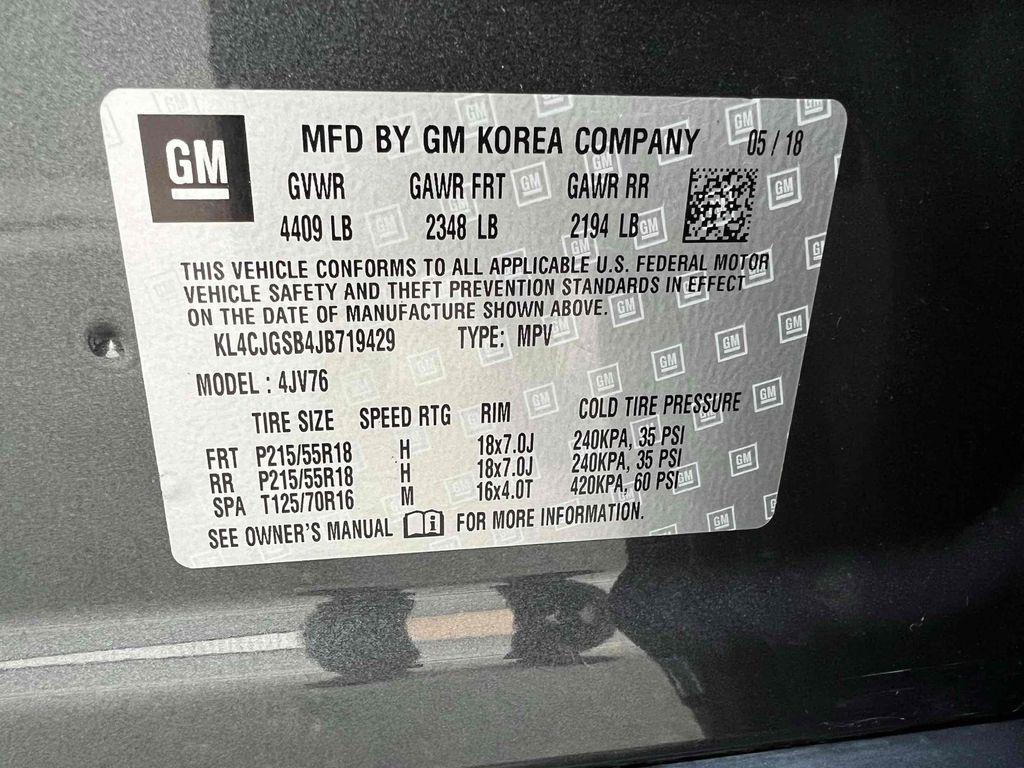 GM
MFD BY GM KOREA COMPANY 05 / 18
GVWR GAWR FRT GAWR RR
4409 LB 2348 LB 2194 LB
THIS VEHICLE CONFORMS TO ALL APPLICABLE U.S. FEDERAL MOTOR
VEHICLE SAFETY AND THEFT PREVENTION STANDARDS IN EFFECT
ON THE DATE OF MANUFACTURE SHOWN ABOVE.
KL4CJGSB4JB719429 TYPE: MPV
MODEL : 4JV76
TIRE SIZE SPEED RTG RIM COLD TIRE PRESSURE
FRT P215/55R18 H 18x7.0J 240KPA, 35 PSI
RR P215/55R18 H 18x7.0J 240KPA, 35 PSI
SPA T125/70R16 M 16x4.0T 420KPA, 60 PSI
SEE OWNER'S MANUAL FOR MORE INFORMATION.